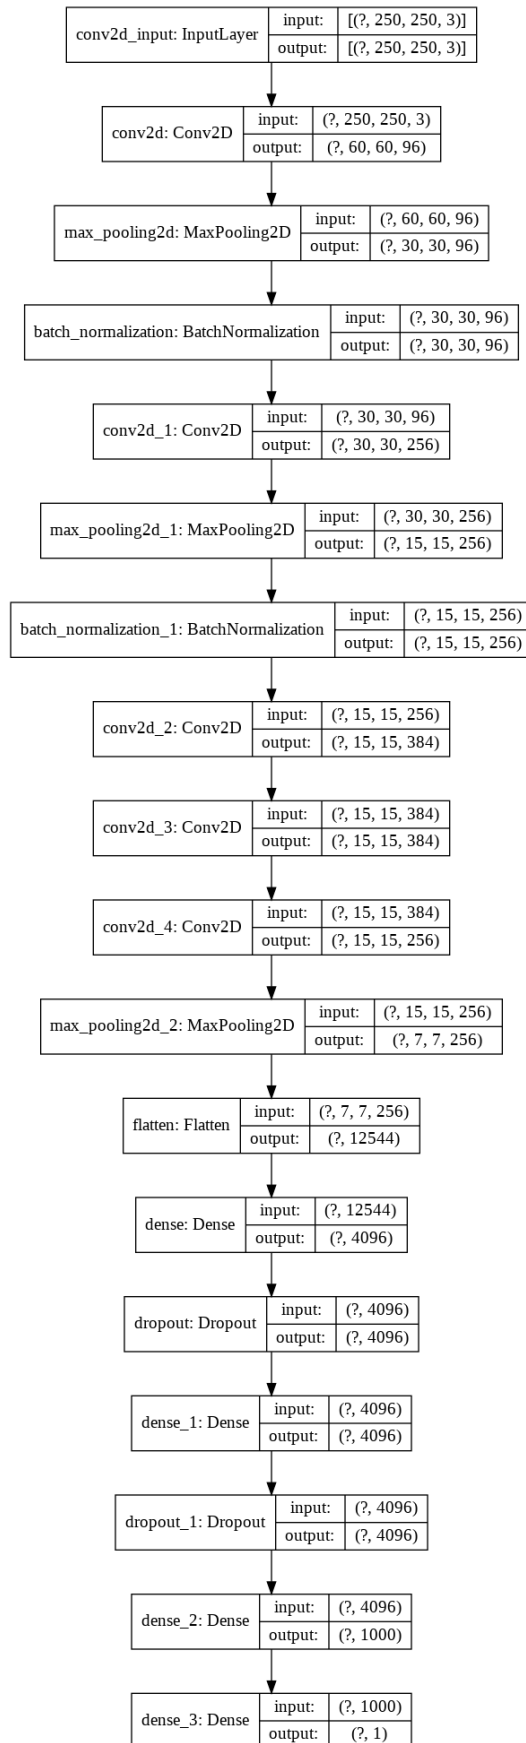 conv2d_input: InputLayer
input: [(?, 250, 250, 3)]
output: [(?, 250, 250, 3)]
conv2d: Conv2D
input: (?, 250, 250, 3)
output: (?, 60, 60, 96)
max_pooling2d: MaxPooling2D
input: (?, 60, 60, 96)
output: (?, 30, 30, 96)
batch_normalization: BatchNormalization
input: (?, 30, 30, 96)
output: (?, 30, 30, 96)
conv2d_1: Conv2D
input: (?, 30, 30, 96)
output: (?, 30, 30, 256)
max_pooling2d_1: MaxPooling2D
input: (?, 30, 30, 256)
output: (?, 15, 15, 256)
batch_normalization_1: BatchNormalization
input: (?, 15, 15, 256)
output: (?, 15, 15, 256)
conv2d_2: Conv2D
input: (?, 15, 15, 256)
output: (?, 15, 15, 384)
conv2d_3: Conv2D
input: (?, 15, 15, 384)
output: (?, 15, 15, 384)
conv2d_4: Conv2D
input: (?, 15, 15, 384)
output: (?, 15, 15, 256)
max_pooling2d_2: MaxPooling2D
input: (?, 15, 15, 256)
output: (?, 7, 7, 256)
flatten: Flatten
input: (?, 7, 7, 256)
output: (?, 12544)
dense: Dense
input: (?, 12544)
output: (?, 4096)
dropout: Dropout
input: (?, 4096)
output: (?, 4096)
dense_1: Dense
input: (?, 4096)
output: (?, 4096)
dropout_1: Dropout
input: (?, 4096)
output: (?, 4096)
dense_2: Dense
input: (?, 4096)
output: (?, 1000)
dense_3: Dense
input: (?, 1000)
output: (?, 1)